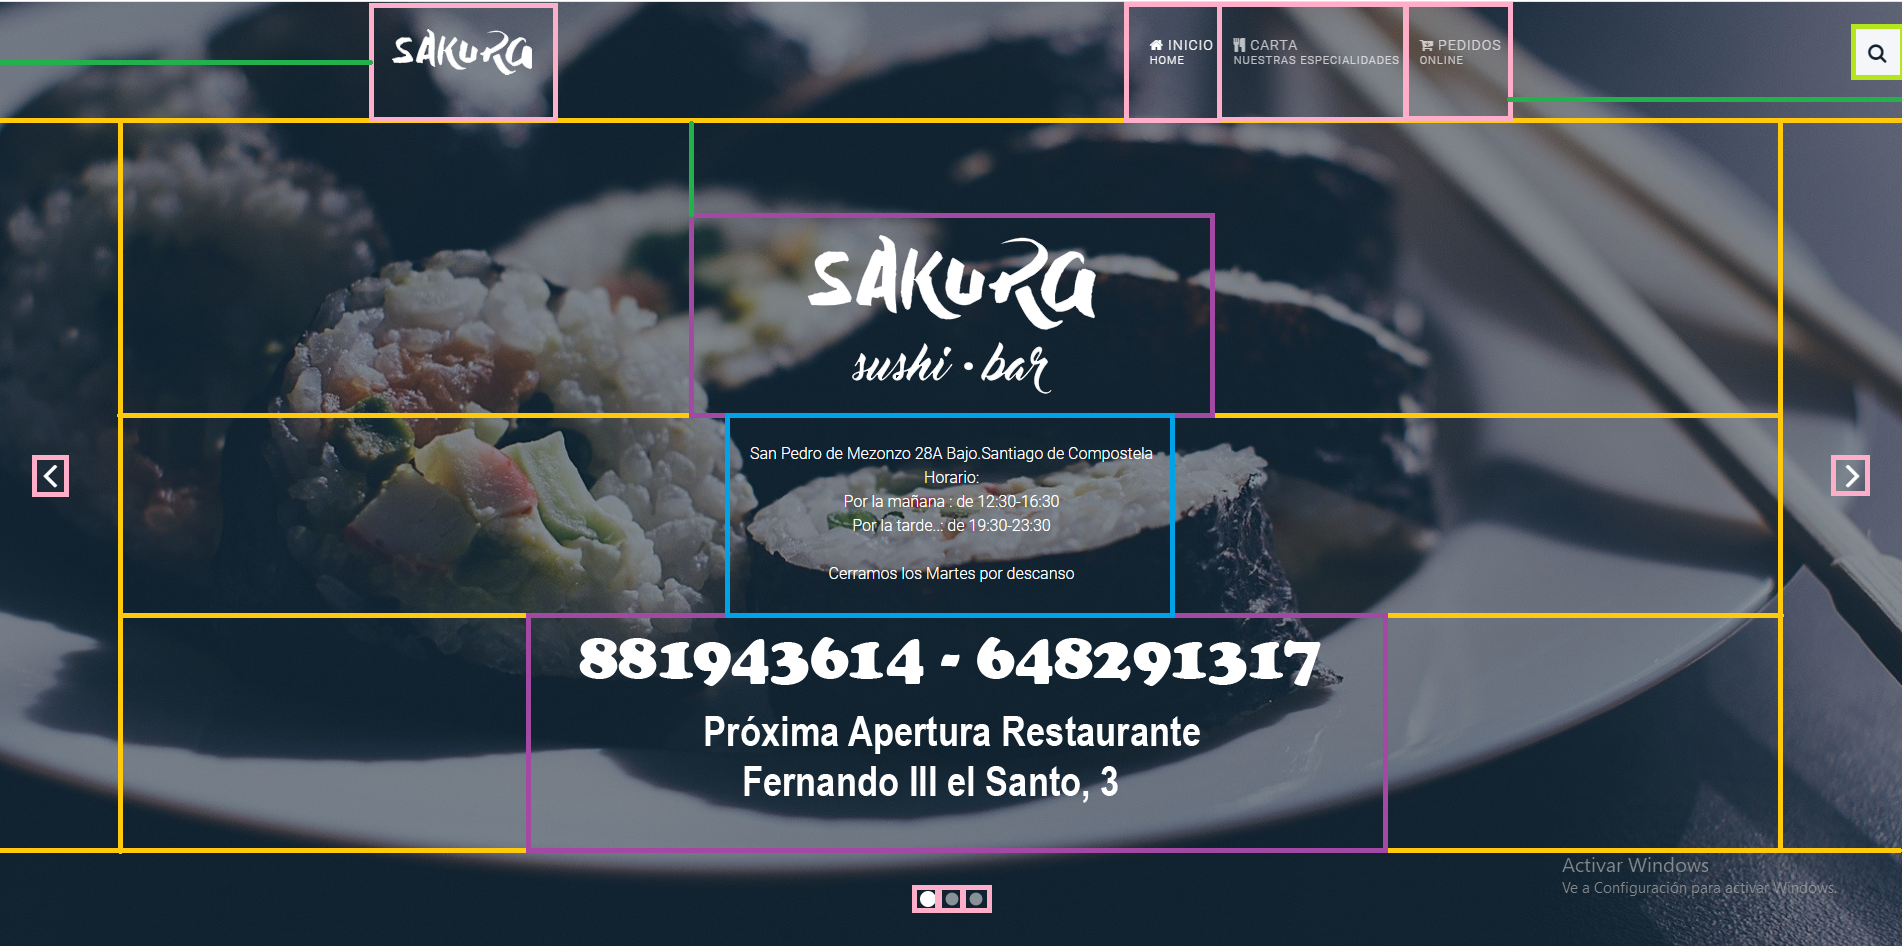 SAKURA
INICIO
HOME
CARTA
NUESTRAS ESPECIALIDADES
PEDIDOS
ONLINE
SAKURA
sushi • bar
San Pedro de Mezonzo 28A Bajo.Santiago de Compostela
Horario:
Por la mañana : de 12:30-16:30
Por la tarde..: de 19:30-23:30
Cerramos los Martes por descanso
881943614 - 648291317
Próxima Apertura Restaurante
Fernando III el Santo, 3
Activar Windows
Ve a Configuración para activar Windows.